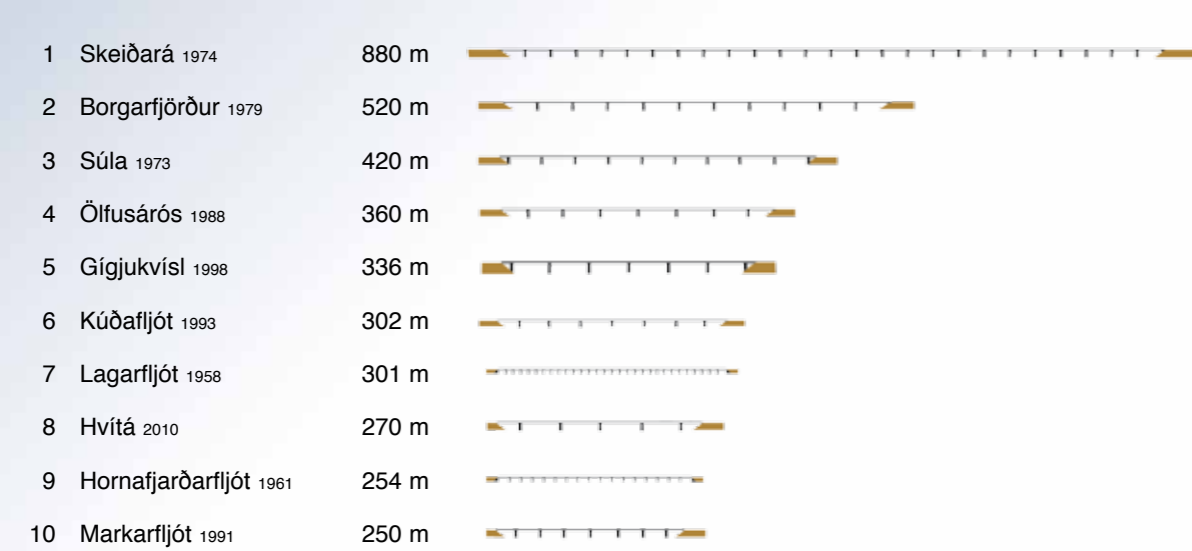 1 Skeiðará 1974 880 m
2 Borgarfjörður 1979 520 m
3 Súla 1973 420 m
4 Ölfusárós 1988 360 m
5 Gígjukvísl 1998 336 m
6 Kúðafljót 1993 302 m
7 Lagarfljót 1958 301 m
8 Hvítá 2010 270 m
9 Hornafjarðarfljót 1961 254 m
10 Markarfljót 1991 250 m